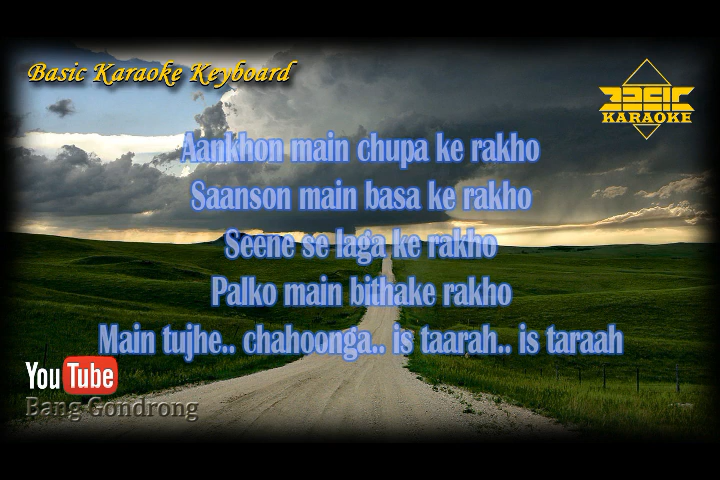 Basic Karaoke Keyboard
BASIC
KARAOKE
Aankhon main chupa ke rakho
Saanson main basa ke rakho
Seene se laga ke rakho
Palko main bithake rakho
Main tujhe.. chahoonga.. is taarah.. is taraah
YouTube
Bang Gondrong